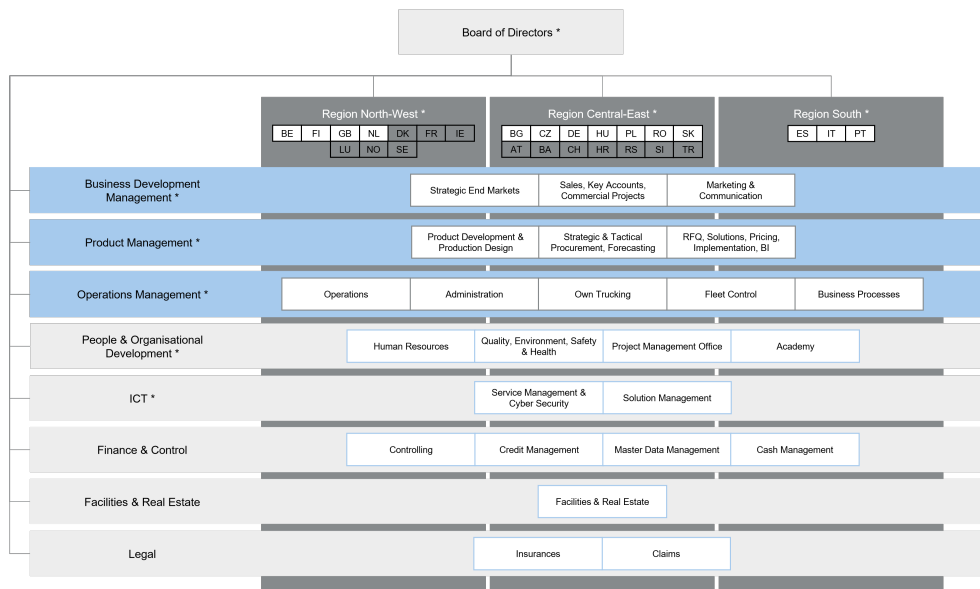 Board of Directors *
Region North-West *
BE FI GB NL DK FR IE
LU NO SE
Region Central-East *
BG CZ DE HU PL RO SK
AT BA CH HR RS SI TR
Region South *
ES IT PT
Business Development
Management *
Strategic End Markets
Sales, Key Accounts,
Commercial Projects
Marketing &
Communication
Product Management *
Product Development &
Production Design
Strategic & Tactical
Procurement, Forecasting
RFQ, Solutions, Pricing,
Implementation, BI
Operations Management *
Operations
Administration
Own Trucking
Fleet Control
Business Processes
People & Organisational
Development *
Human Resources
Quality, Environment, Safety
& Health
Project Management Office
Academy
ICT *
Service Management &
Cyber Security
Solution Management
Finance & Control
Controlling
Credit Management
Master Data Management
Cash Management
Facilities & Real Estate
Facilities & Real Estate
Legal
Insurances
Claims